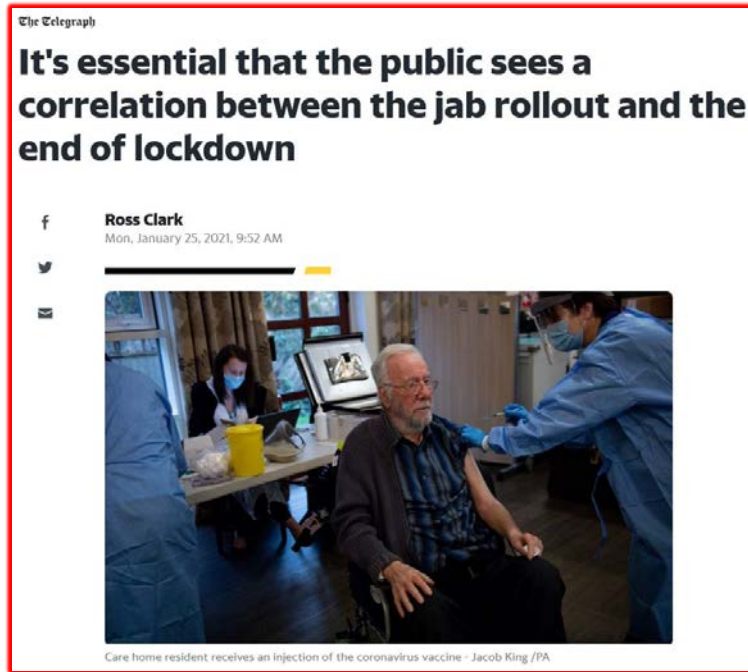 The Telegraph
It's essential that the public sees a
correlation between the jab rollout and the
end of lockdown
Ross Clark
Mon, January 25, 2021, 9:52 AM
Care home resident receives an injection of the coronavirus vaccine - Jacob King /PA